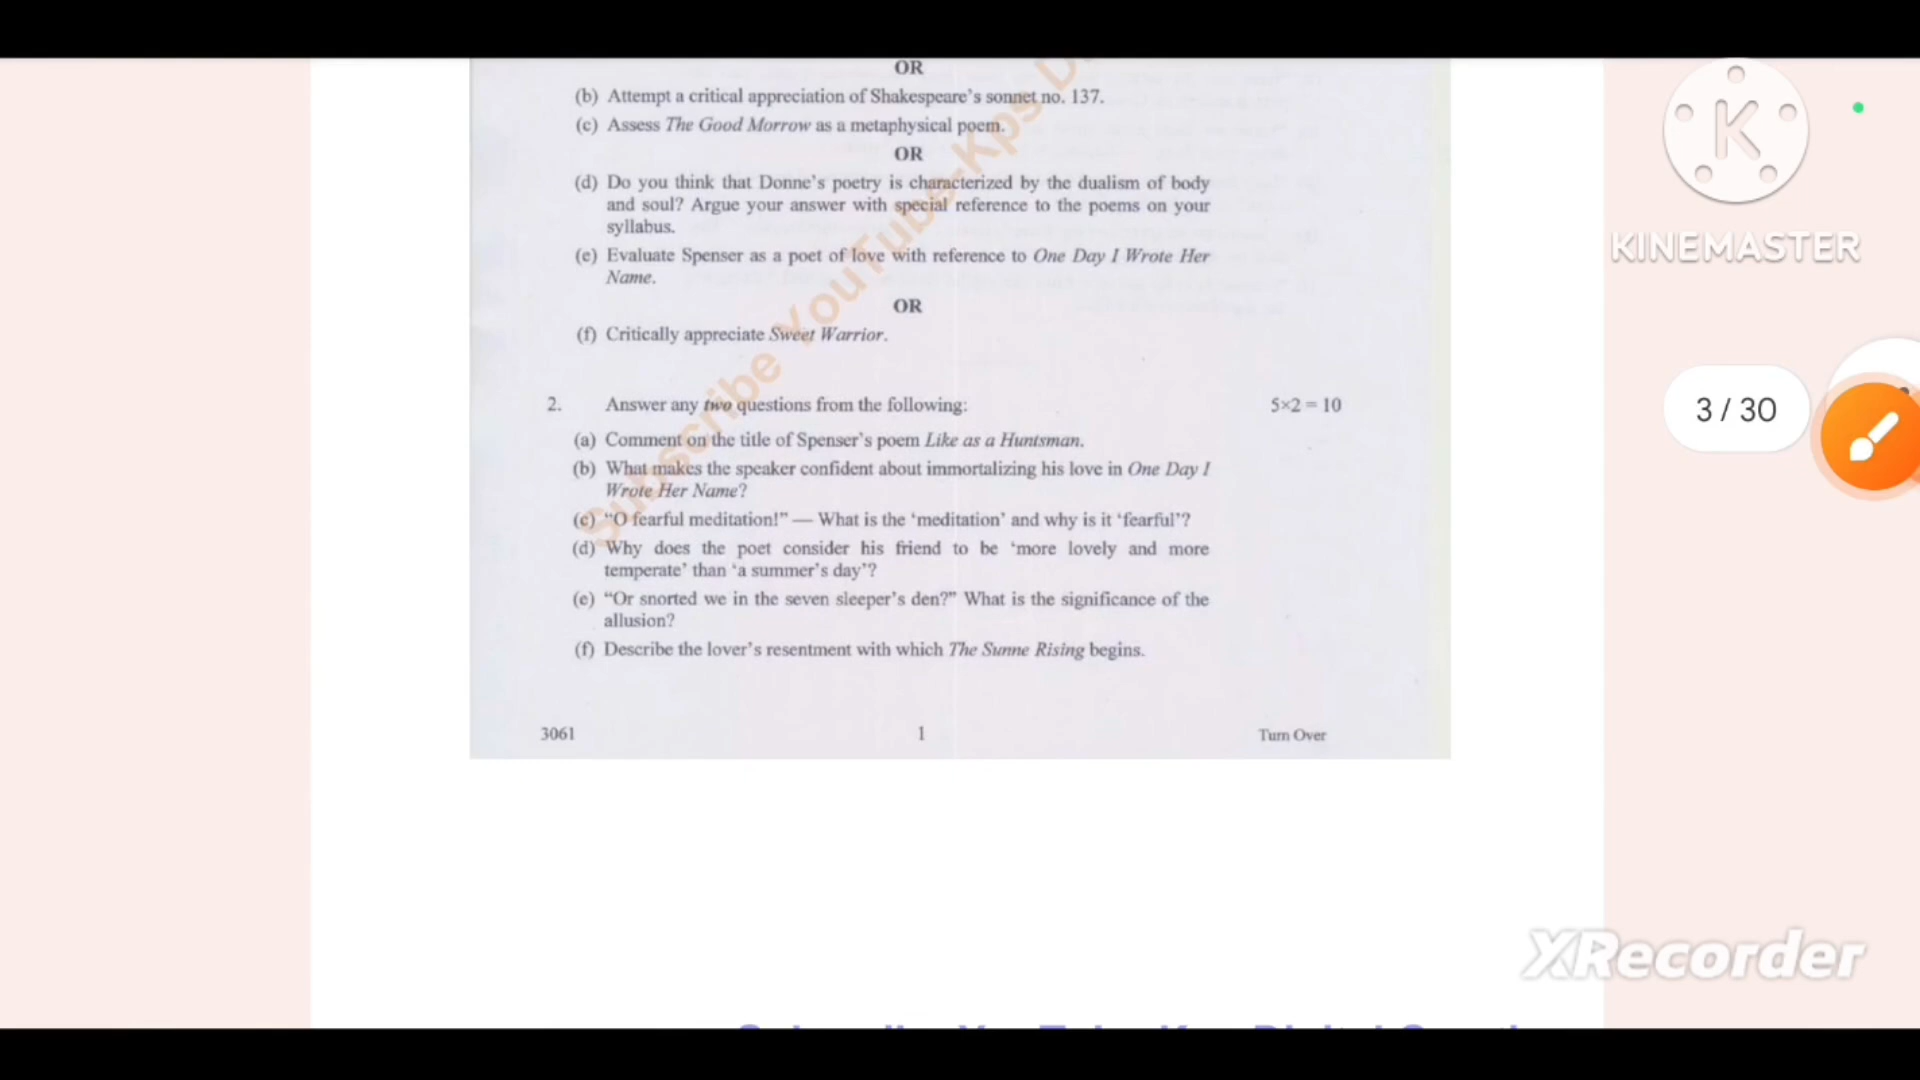 OR
(b) Attempt a critical appreciation of Shakespeare's sonnet no. 137.
(c) Assess The Good Morrow as a metaphysical poem.
OR
(d) Do you think that Donne's poetry is characterized by the dualism of body
and soul? Argue your answer with special reference to the poems on your
syllabus.
(e) Evaluate Spenser as a poet of love with reference to One Day I Wrote Her
Name.
OR
(f) Critically appreciate Sweet Warrior.
2. Answer any two questions from the following: 5×2 = 10
(a) Comment on the title of Spenser's poem Like as a Huntsman.
(b) What makes the speaker confident about immortalizing his love in One Day I
Wrote Her Name?
(c) “O fearful meditation!” — What is the ‘meditation’ and why is it ‘fearful’?
(d) Why does the poet consider his friend to be ‘more lovely and more
temperate’ than ‘a summer's day’?
(e) “Or snorted we in the seven sleeper's den?” What is the significance of the
allusion?
(f) Describe the lover's resentment with which The Sunne Rising begins.
3061 1 Turn Over
Subscribe YouTube-Kps
K
KINEMASTER
3 / 30
XRecorder